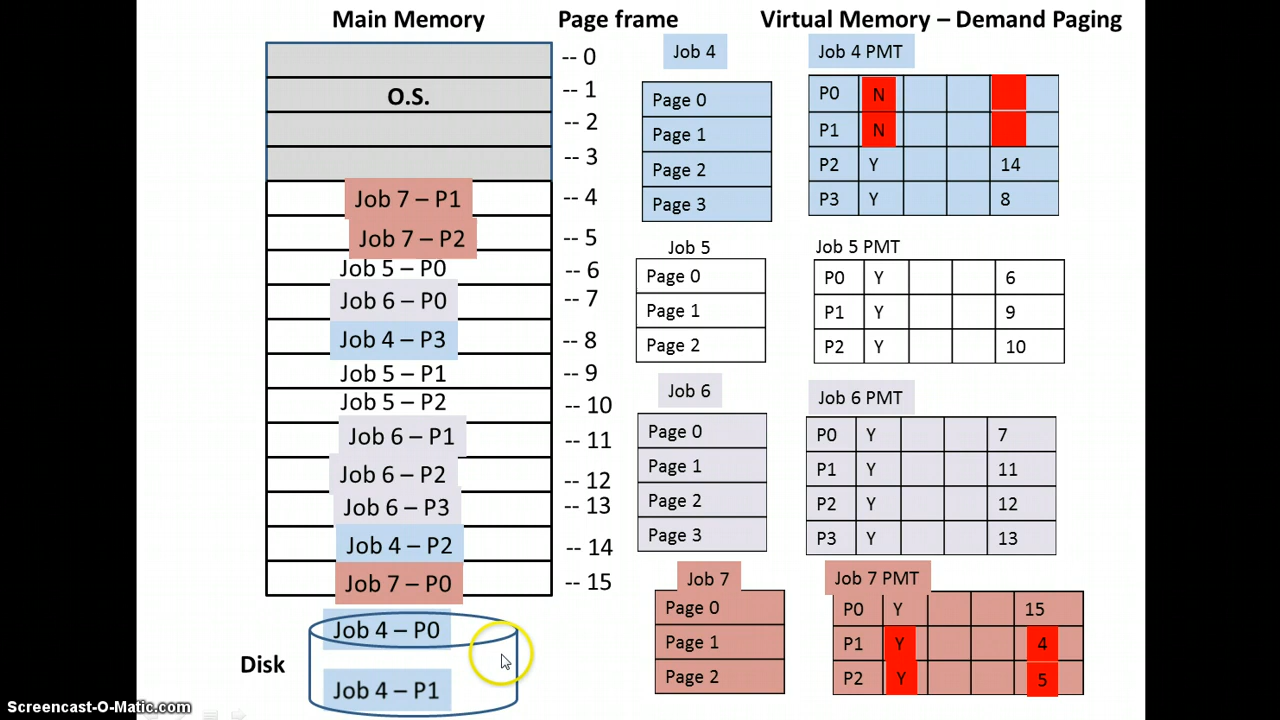 Main Memory
Page frame
Virtual Memory – Demand Paging
O.S.
Job 7 – P1
Job 7 – P2
Job 5 – P0
Job 6 – P0
Job 4 – P3
Job 5 – P1
Job 5 – P2
Job 6 – P1
Job 6 – P2
Job 6 – P3
Job 4 – P2
Job 7 – P0
Disk
Job 4 – P0
Job 4 – P1
-- 0
-- 1
-- 2
-- 3
-- 4
-- 5
-- 6
-- 7
-- 8
-- 9
-- 10
-- 11
-- 12
-- 13
-- 14
-- 15
Job 4
Page 0
Page 1
Page 2
Page 3
Job 4 PMT
P0 N
P1 N
P2 Y 14
P3 Y 8
Job 5
Page 0
Page 1
Page 2
Job 5 PMT
P0 Y 6
P1 Y 9
P2 Y 10
Job 6
Page 0
Page 1
Page 2
Page 3
Job 6 PMT
P0 Y 7
P1 Y 11
P2 Y 12
P3 Y 13
Job 7
Page 0
Page 1
Page 2
Job 7 PMT
P0 Y 15
P1 Y 4
P2 Y 5
Screencast-O-Matic.com